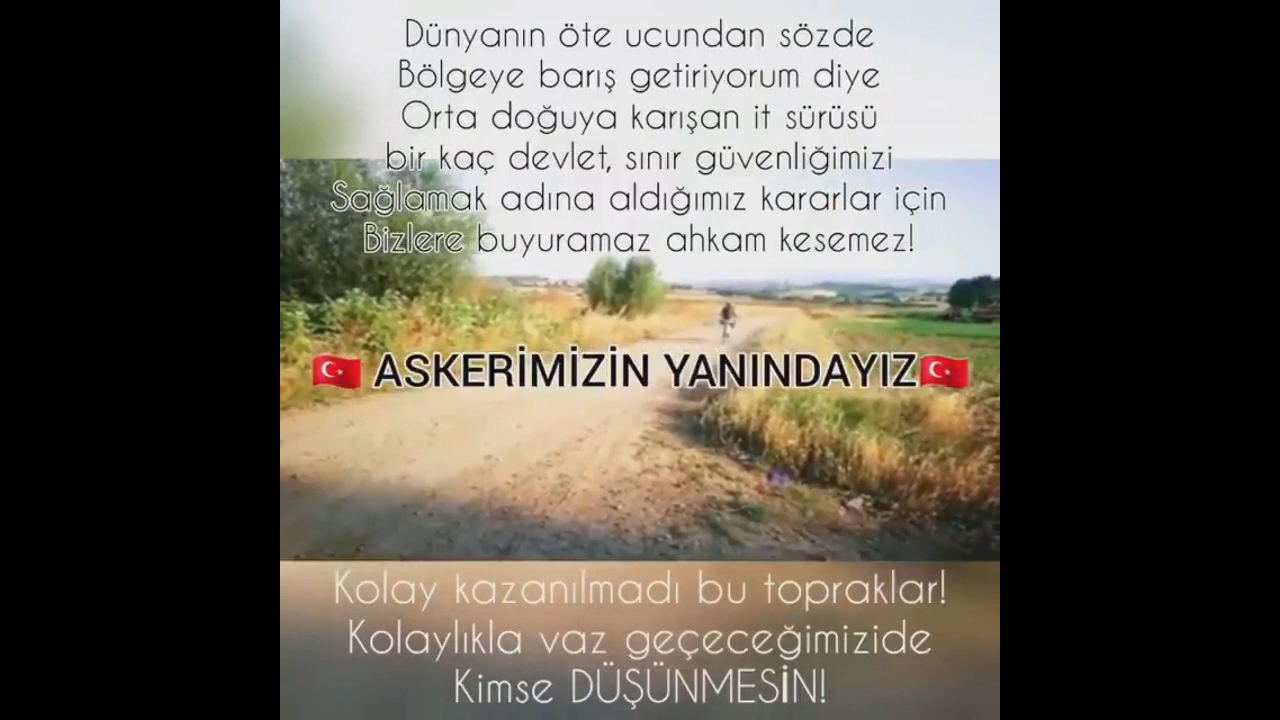 Dünyanın öte ucundan sözde
Bölgeye barış getiriyorum diye
Orta doğuya karışan it sürüsü
bir kaç devlet, sınır güvenliğimizi
Sağlamak adına aldığımız kararlar için
Bizlere buyuramaz ahkam kesemez!
🇹🇷 ASKERİMİZİN YANINDAYIZ🇹🇷
Kolay kazanılmadı bu topraklar!
Kolaylıkla vaz geçeceğimizide
Kimse DÜŞÜNMESİN!